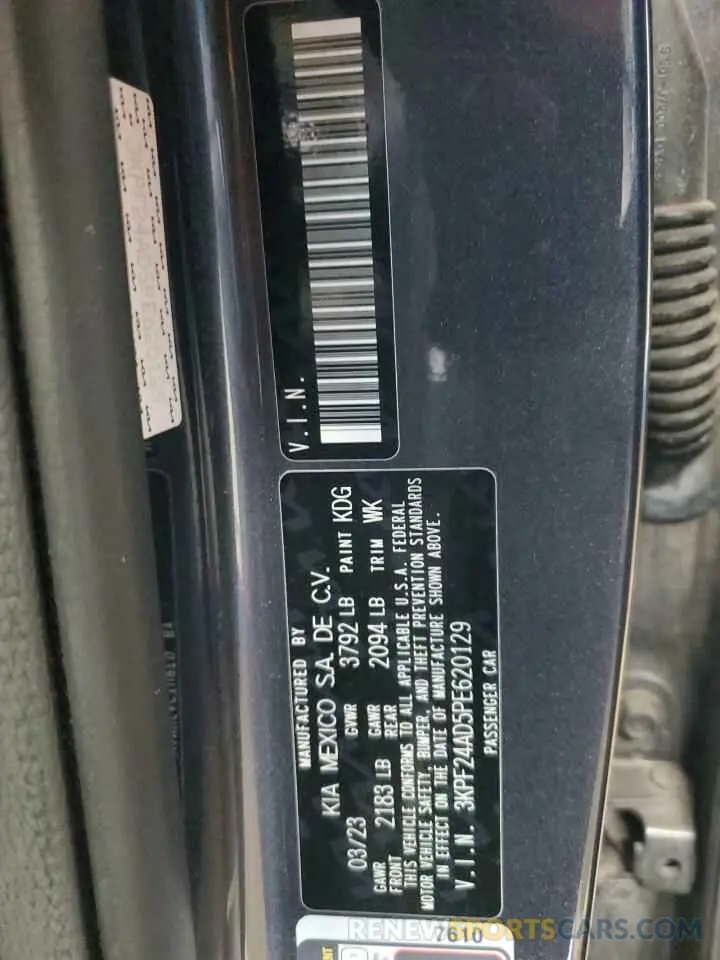 V.I.N.
MANUFACTURED BY
KIA MEXICO S.A. DE C.V.
03/23 GVWR 3792 LB PAINT KDG
GAWR FRONT 2183 LB GAWR REAR 2094 LB TRIM WK
THIS VEHICLE CONFORMS TO ALL APPLICABLE U.S.A. FEDERAL
MOTOR VEHICLE SAFETY, BUMPER, AND THEFT PREVENTION STANDARDS
IN EFFECT ON THE DATE OF MANUFACTURE SHOWN ABOVE.
V.I.N. 3KPF24AD5PE620129
PASSENGER CAR
7610
RENEWSPORTSCARS.COM